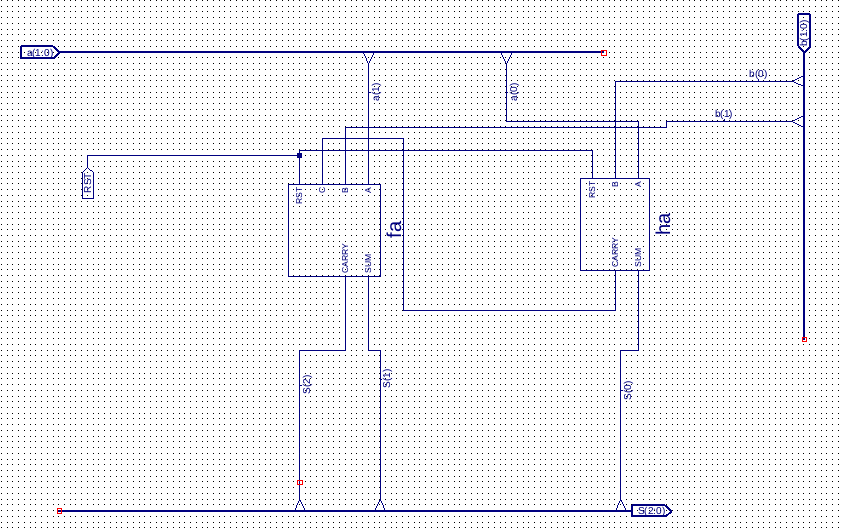 a(1:0)
b(1:0)
b(0)
a(1)
a(0)
b(1)
RST
RST
C
B
A
fa
CARRY
SUM
RST
B
A
ha
CARRY
SUM
S(2)
S(1)
S(0)
S(2:0)